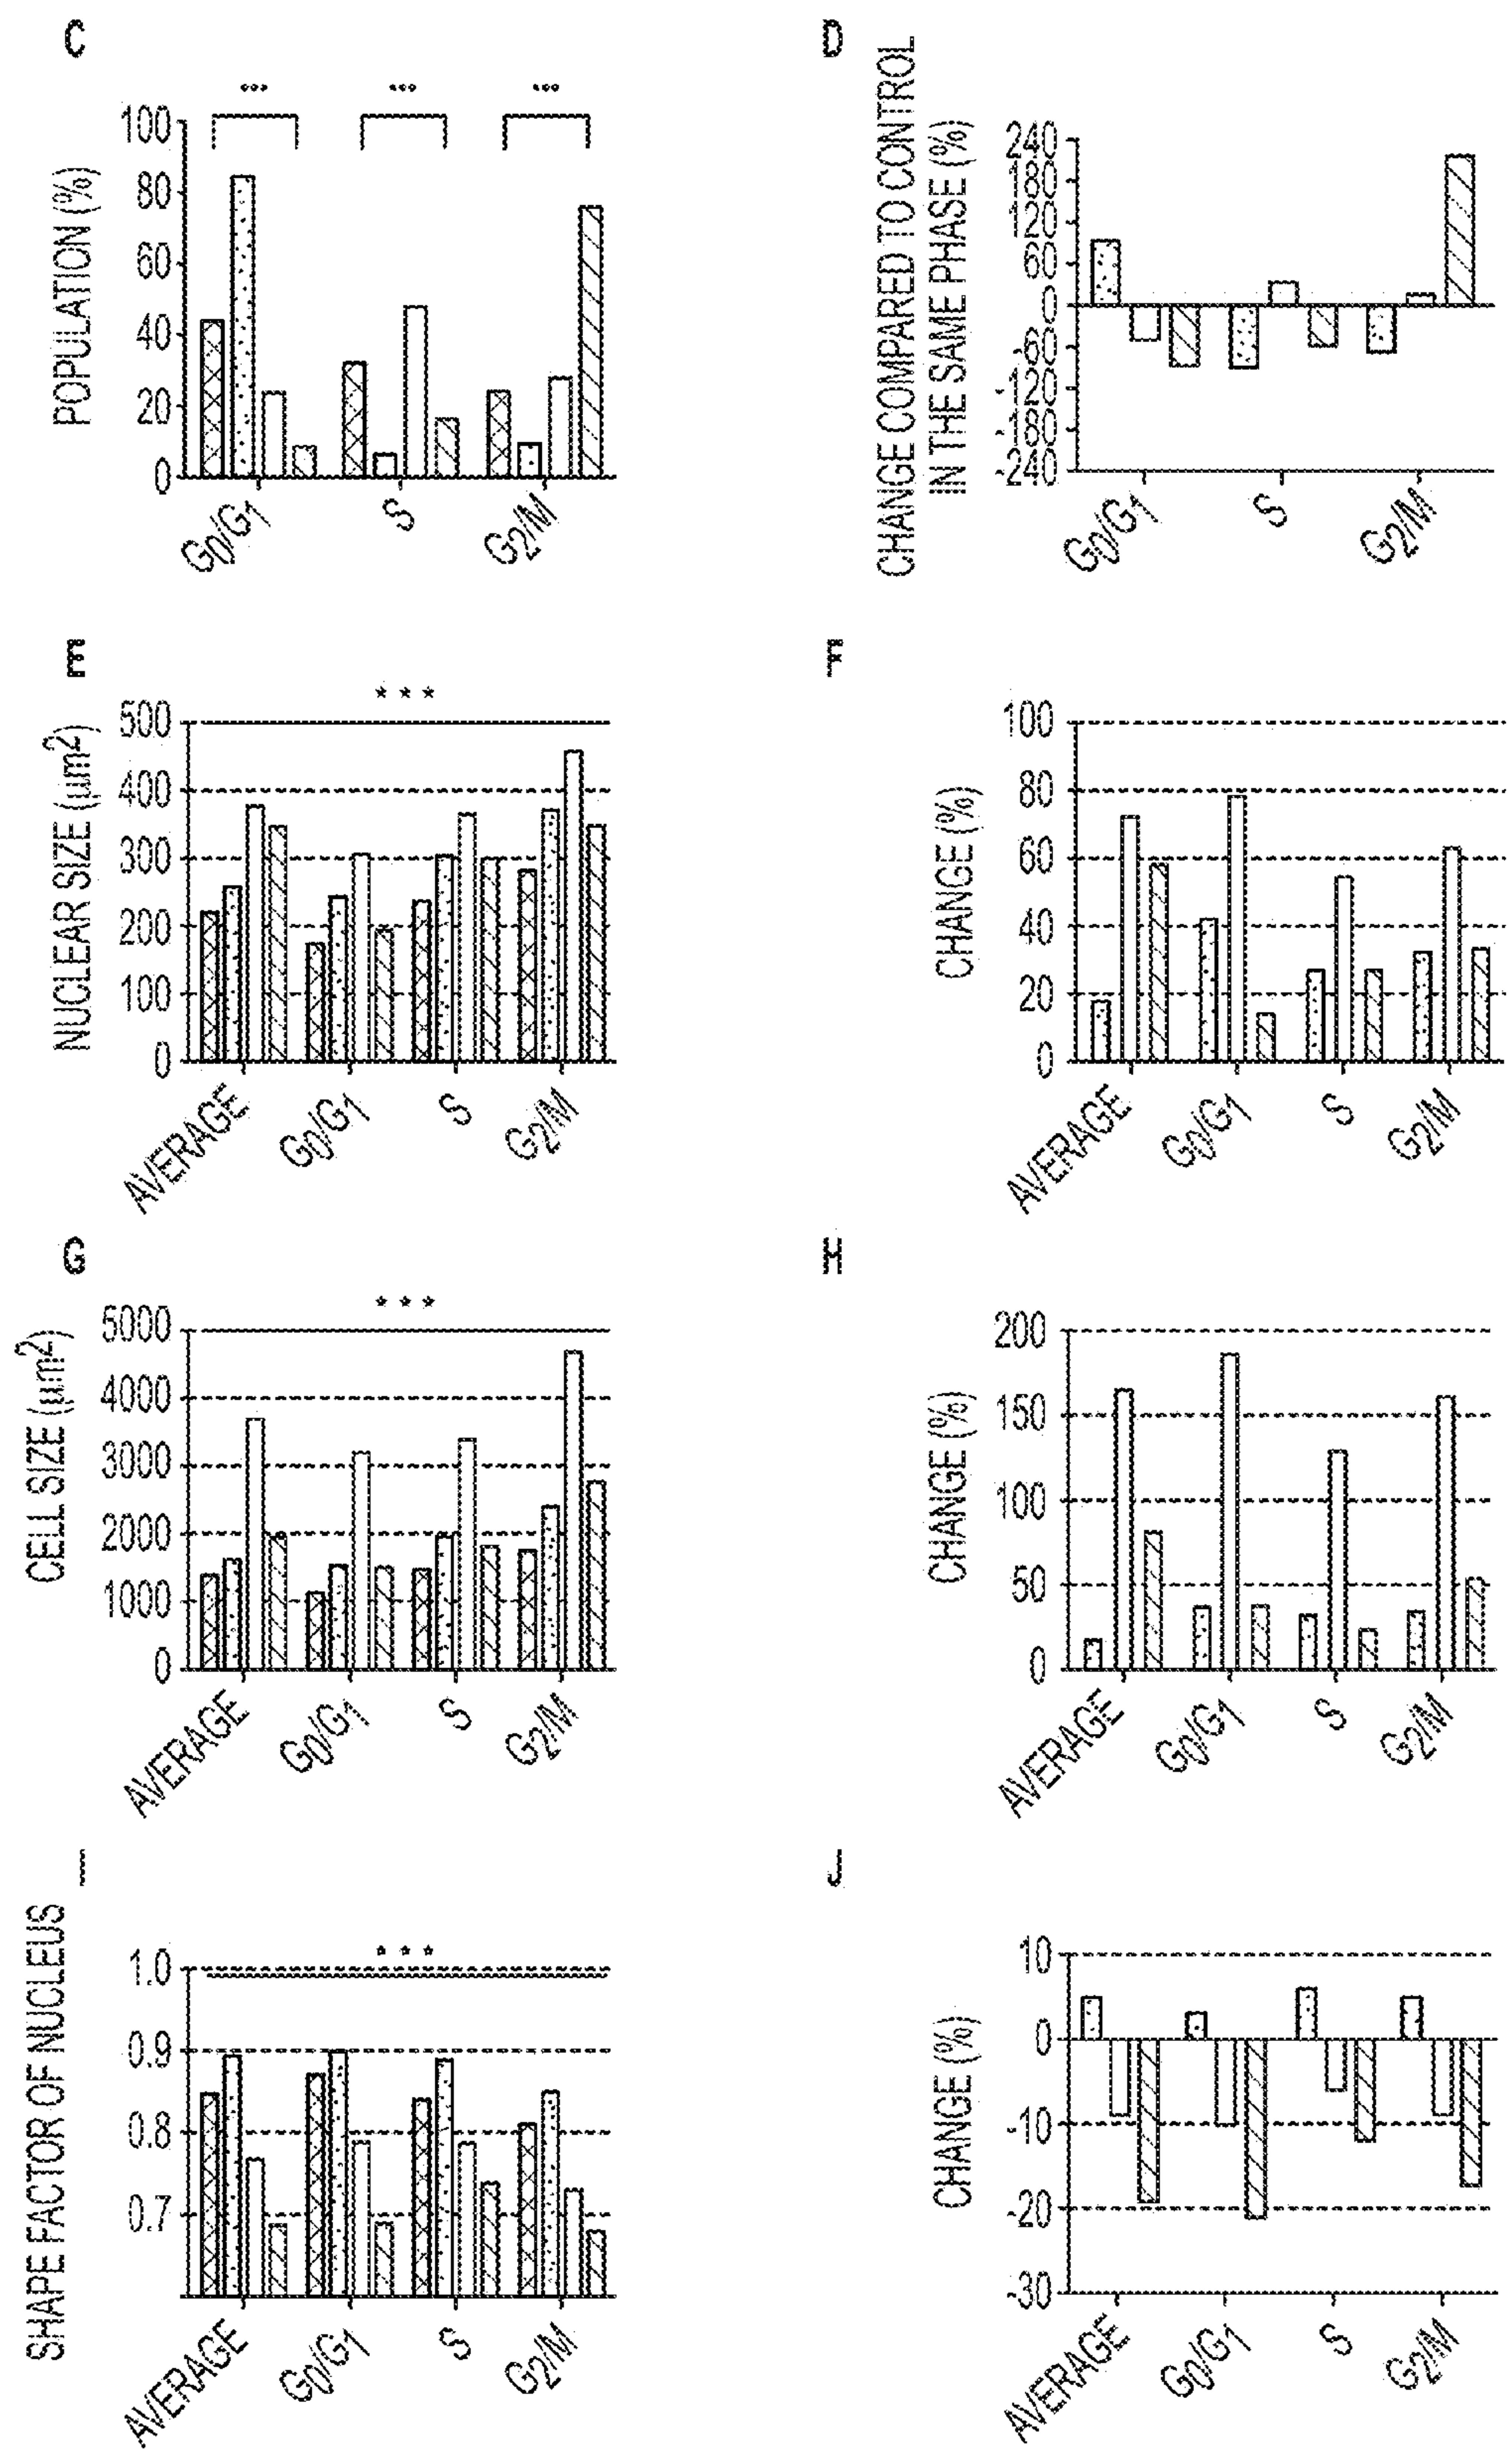 C
***
***
***
POPULATION (%)
100
80
60
40
20
0
G0/G1
S
G2/M
D
CHANGE COMPARED TO CONTROL
IN THE SAME PHASE (%)
240
180
120
60
0
-60
-120
-180
-240
G0/G1
S
G2/M
E
***
NUCLEAR SIZE (µm2)
500
400
300
200
100
0
AVERAGE
G0/G1
S
G2/M
F
CHANGE (%)
100
80
60
40
20
0
AVERAGE
G0/G1
S
G2/M
G
***
CELL SIZE (µm2)
5000
4000
3000
2000
1000
0
AVERAGE
G0/G1
S
G2/M
H
CHANGE (%)
200
150
100
50
0
AVERAGE
G0/G1
S
G2/M
I
***
SHAPE FACTOR OF NUCLEUS
1.0
0.9
0.8
0.7
AVERAGE
G0/G1
S
G2/M
J
CHANGE (%)
10
0
-10
-20
-30
AVERAGE
G0/G1
S
G2/M